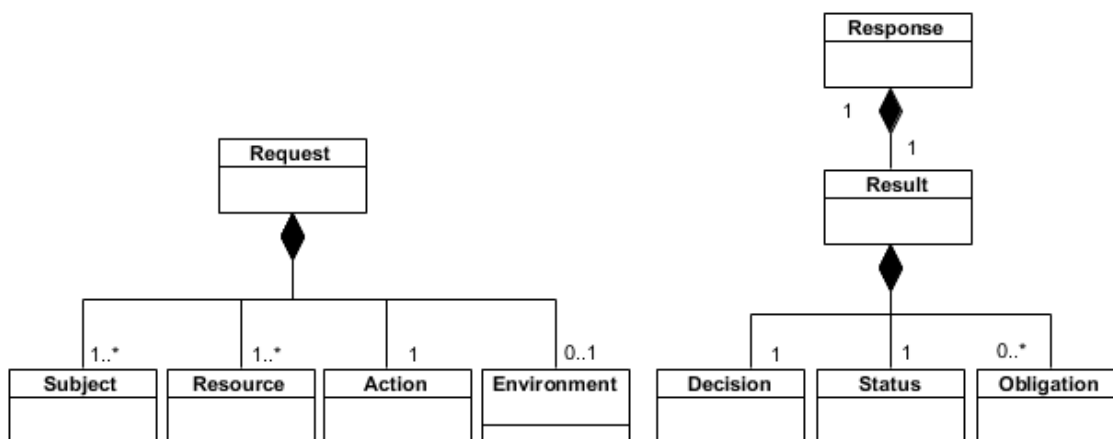 Response
1
1
Request
Result
1..*
1..*
1
0..1
1
1
0..*
Subject
Resource
Action
Environment
Decision
Status
Obligation